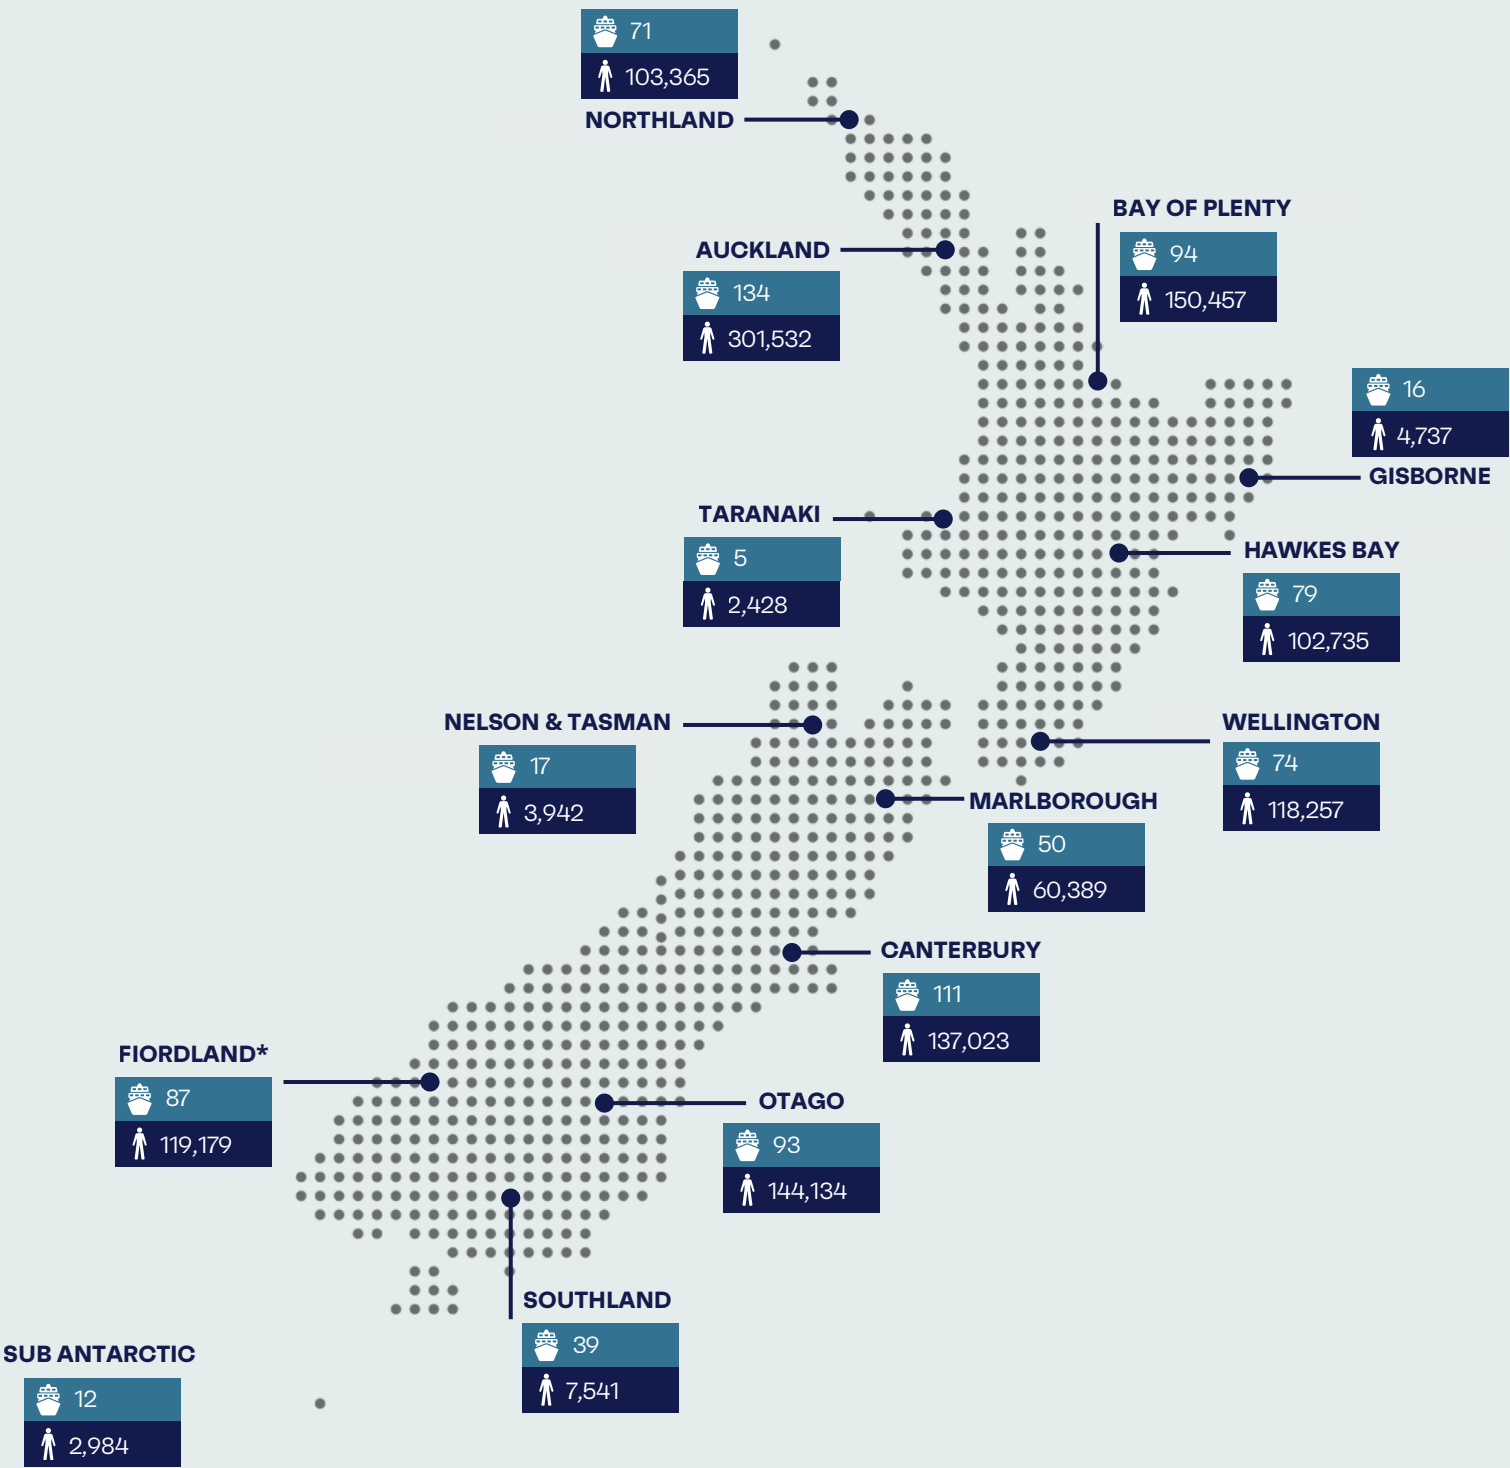 71
103,365
NORTHLAND
BAY OF PLENTY
94
150,457
AUCKLAND
134
301,532
16
4,737
GISBORNE
TARANAKI
5
2,428
HAWKES BAY
79
102,735
NELSON & TASMAN
17
3,942
WELLINGTON
74
118,257
MARLBOROUGH
50
60,389
CANTERBURY
111
137,023
FIORDLAND*
87
119,179
OTAGO
93
144,134
SOUTHLAND
39
7,541
SUB ANTARCTIC
12
2,984